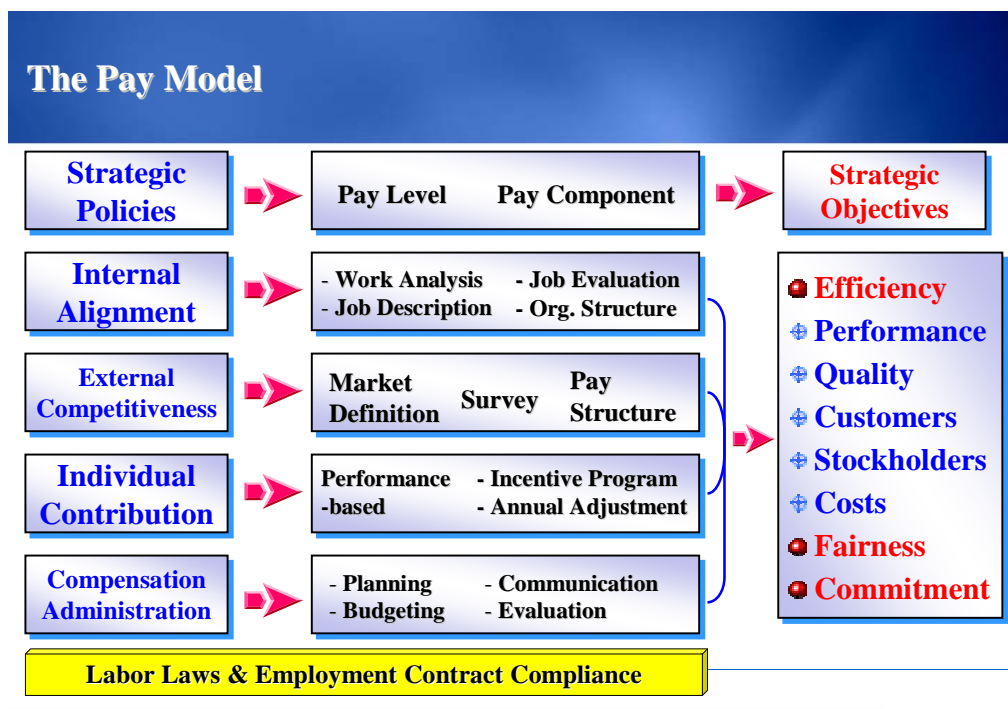 The Pay Model
Strategic
Policies
Pay Level Pay Component
Strategic
Objectives
Internal
Alignment
- Work Analysis - Job Evaluation
- Job Description - Org. Structure
External
Competitiveness
Market
Definition
Survey
Pay
Structure
Individual
Contribution
Performance - Incentive Program
-based - Annual Adjustment
Compensation
Administration
- Planning - Communication
- Budgeting - Evaluation
Efficiency
Performance
Quality
Customers
Stockholders
Costs
Fairness
Commitment
Labor Laws & Employment Contract Compliance